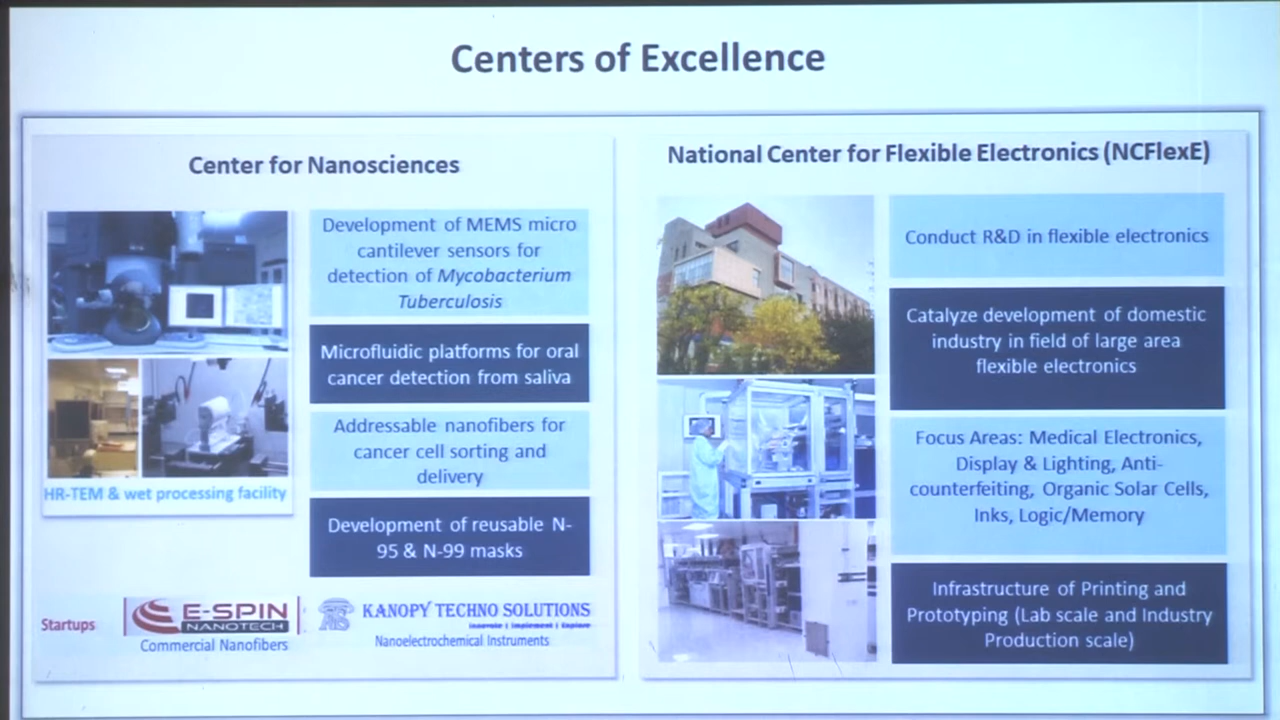 Centers of Excellence
Center for Nanosciences
Development of MEMS micro
cantilever sensors for
detection of Mycobacterium
Tuberculosis
Microfluidic platforms for oral
cancer detection from saliva
Addressable nanofibers for
cancer cell sorting and
delivery
Development of reusable N-
95 & N-99 masks
HR-TEM & wet processing facility
Startups
E-SPIN
NANOTECH
Commercial Nanofibers
KANOPY TECHNO SOLUTIONS
Innovate | Implement | Explore
Nanoelectrochemical Instruments
National Center for Flexible Electronics (NCFlexE)
Conduct R&D in flexible electronics
Catalyze development of domestic
industry in field of large area
flexible electronics
Focus Areas: Medical Electronics,
Display & Lighting, Anti-
counterfeiting, Organic Solar Cells,
Inks, Logic/Memory
Infrastructure of Printing and
Prototyping (Lab scale and Industry
Production scale)